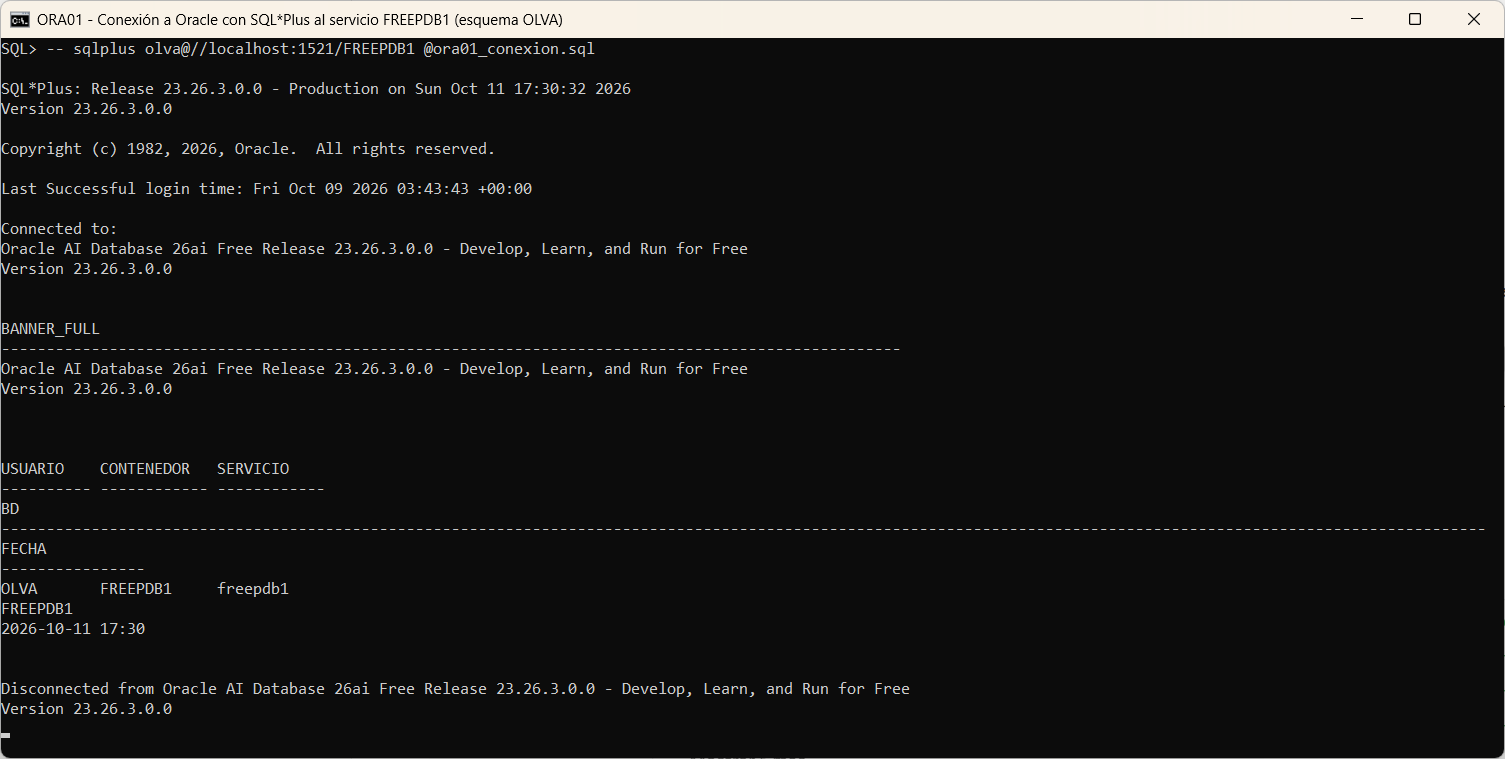 ORA01 - Conexión a Oracle con SQL*Plus al servicio FREEPDB1 (esquema OLVA)
SQL> -- sqlplus olva@//localhost:1521/FREEPDB1 @ora01_conexion.sql
SQL*Plus: Release 23.26.3.0.0 - Production on Sun Oct 11 17:30:32 2026
Version 23.26.3.0.0
Copyright (c) 1982, 2026, Oracle.  All rights reserved.
Last Successful login time: Fri Oct 09 2026 03:43:43 +00:00
Connected to:
Oracle AI Database 26ai Free Release 23.26.3.0.0 - Develop, Learn, and Run for Free
Version 23.26.3.0.0
BANNER_FULL
----------------------------------------------------------------------------------------------------
Oracle AI Database 26ai Free Release 23.26.3.0.0 - Develop, Learn, and Run for Free
Version 23.26.3.0.0
USUARIO    CONTENEDOR   SERVICIO
---------- ------------ ------------
BD
---------------------------------------------------------------------------------------------------------------------------------------------------------------------
FECHA
----------------
OLVA       FREEPDB1     freepdb1
FREEPDB1
2026-10-11 17:30
Disconnected from Oracle AI Database 26ai Free Release 23.26.3.0.0 - Develop, Learn, and Run for Free
Version 23.26.3.0.0